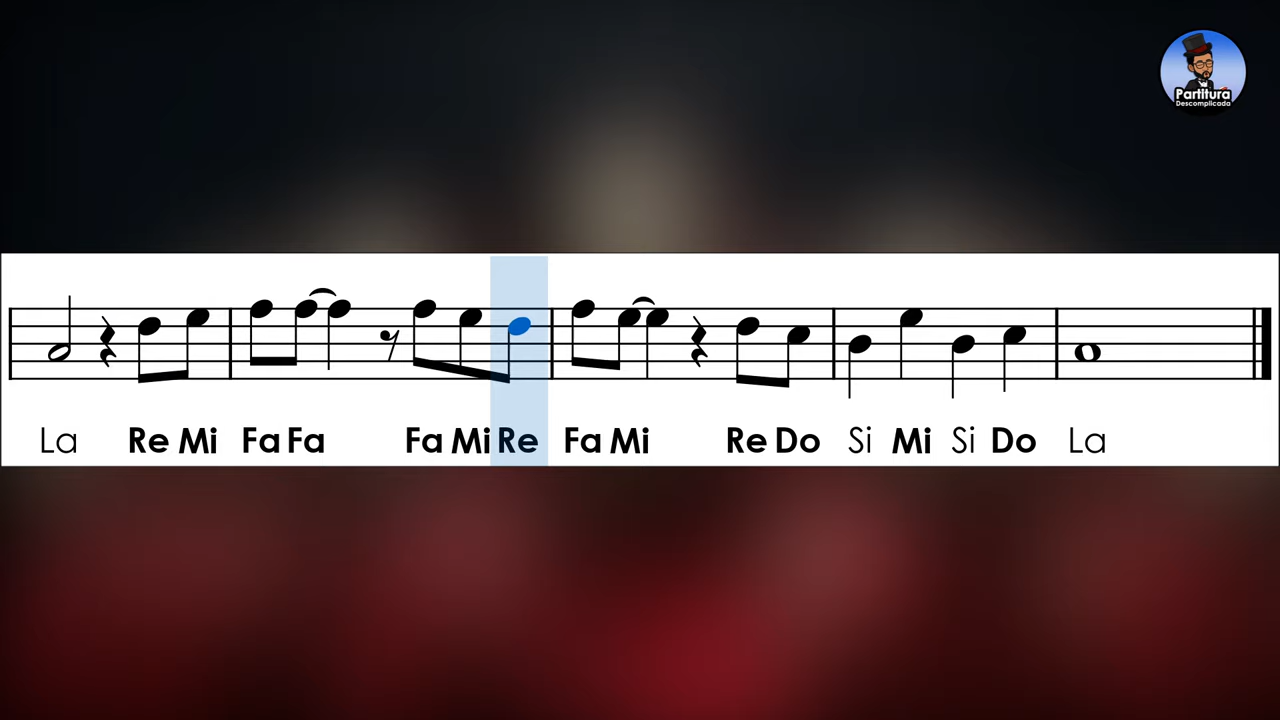 Partitura
Descomplicada
La Re Mi Fa Fa Fa Mi Re Fa Mi Re Do Si Mi Si Do La